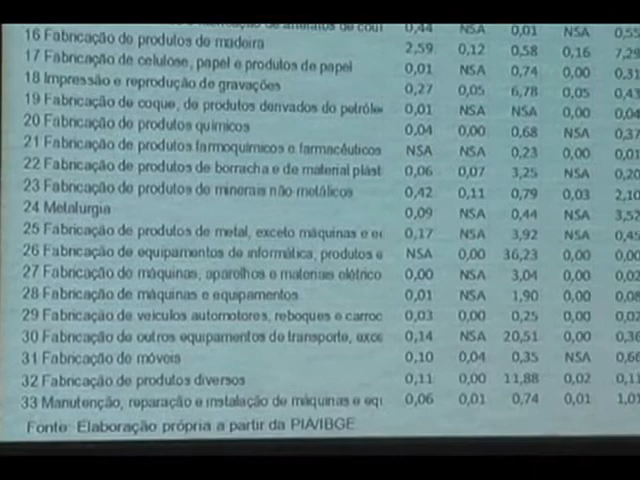 fabricação de artefatos de cour 0,44 NSA 0,01 NSA 0,55
16 Fabricação de produtos de madeira 2,59 0,12 0,58 0,16 7,29
17 Fabricação de celulose, papel e produtos de papel 0,01 NSA 0,74 0,00 0,31
18 Impressão e reprodução de gravações 0,27 0,05 6,78 0,05 0,43
19 Fabricação de coque, de produtos derivados do petróle 0,01 NSA NSA 0,00 0,04
20 Fabricação de produtos químicos 0,04 0,00 0,68 NSA 0,37
21 Fabricação de produtos farmoquímicos e farmacêuticos NSA NSA 0,23 0,00 0,01
22 Fabricação de produtos de borracha e de material plást 0,06 0,07 3,25 NSA 0,20
23 Fabricação de produtos de minerais não metálicos 0,42 0,11 0,79 0,03 2,10
24 Metalurgia 0,09 NSA 0,44 NSA 3,52
25 Fabricação de produtos de metal, exceto máquinas e e 0,17 NSA 3,92 NSA 0,45
26 Fabricação de equipamentos de informática, produtos e NSA 0,00 36,23 0,00 0,00
27 Fabricação de máquinas, aparelhos e materiais elétrico 0,00 NSA 3,04 0,00 0,02
28 Fabricação de máquinas e equipamentos 0,01 NSA 1,90 0,00 0,08
29 Fabricação de veículos automotores, reboques e carroc 0,03 0,00 0,25 0,00 0,02
30 Fabricação de outros equipamentos de transporte, exce 0,14 NSA 20,51 0,00 0,36
31 Fabricação de móveis 0,10 0,04 0,35 NSA 0,66
32 Fabricação de produtos diversos 0,11 0,00 11,88 0,02 0,11
33 Manutenção, reparação e instalação de máquinas e equ 0,06 0,01 0,74 0,01 1,01
Fonte: Elaboração própria a partir da PIA/IBGE